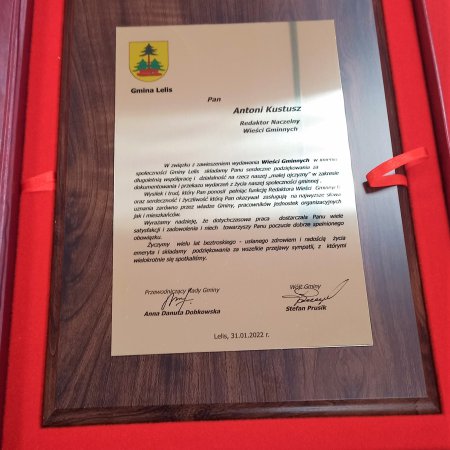 Gmina Lelis
Pan
Antoni Kustusz
Redaktor Naczelny
Wieści Gminnych
W związku z zawieszeniem wydawania Wieści Gminnych w imieniu
społeczności Gminy Lelis składamy Panu serdeczne podziękowania za
długoletnią współpracę i działalność na rzecz naszej „małej ojczyzny” w zakresie
dokumentowania i przekazu wydarzeń z życia naszej społeczności gminnej.
Wysiłek i trud, który Pan ponosił pełniąc funkcję Redaktora Wieści Gminnych
oraz serdeczność i życzliwość którą Pan okazywał zasługują na najwyższe słowa
uznania zarówno przez władze Gminy, pracowników jednostek organizacyjnych
jak i mieszkańców.
Wyrażamy nadzieję, że dotychczasowa praca dostarczała Panu wiele
satysfakcji i zadowolenia i niech towarzyszy Panu poczucie dobrze spełnionego
obowiązku.
Życzymy wielu lat beztroskiego - usłanego zdrowiem i radością życia
emeryta i składamy podziękowania za wszelkie przejawy sympatii, z którymi
wielokrotnie się spotkaliśmy.
Przewodniczący Rady Gminy
Anna Danuta Dobkowska
Wójt Gminy
Stefan Prusik
Lelis, 31.01.2022 r.